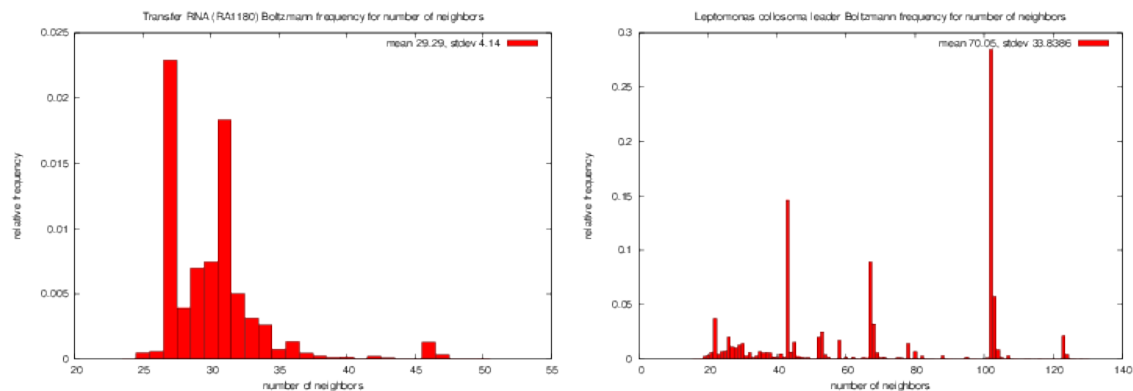 Transfer RNA (RA1180) Boltzmann frequency for number of neighbors
mean 29.29, stdev 4.14
relative frequency
0.025
0.02
0.015
0.01
0.005
0
20 25 30 35 40 45 50 55
number of neighbors
Leptomonas collosoma leader Boltzmann frequency for number of neighbors
mean 70.05, stdev 33.8386
relative frequency
0.3
0.25
0.2
0.15
0.1
0.05
0
0 20 40 60 80 100 120 140
number of neighbors